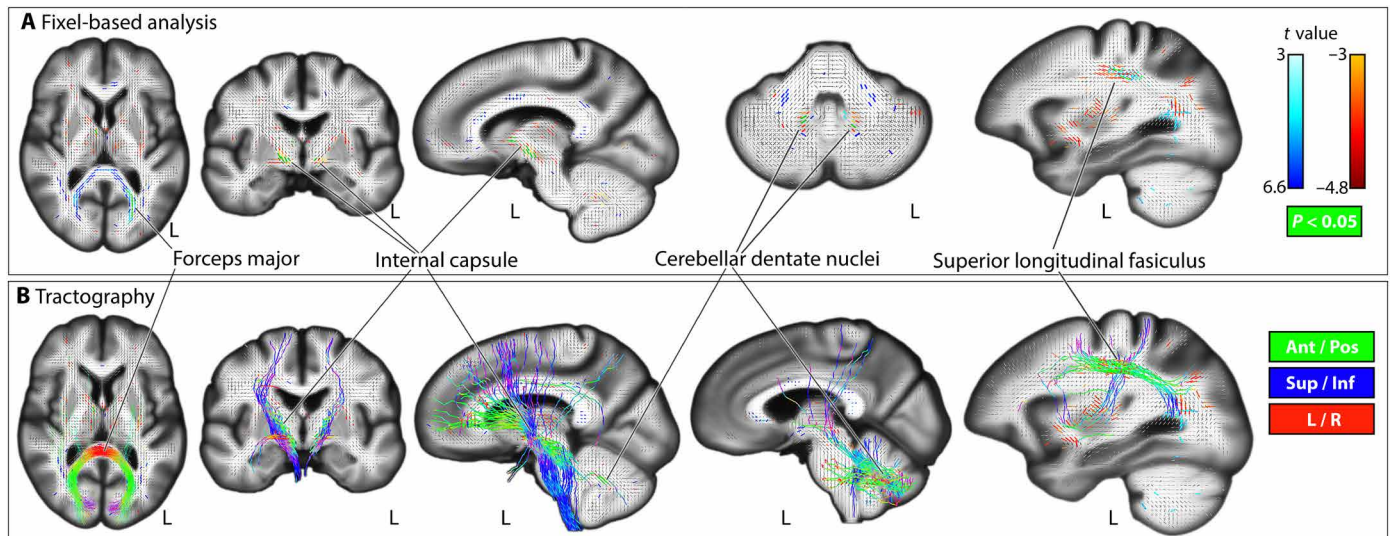 A Fixel-based analysis
t value
3
−3
6.6
−4.8
P < 0.05
L
L
L
L
L
Forceps major
Internal capsule
Cerebellar dentate nuclei
Superior longitudinal fasiculus
B Tractography
Ant / Pos
Sup / Inf
L / R
L
L
L
L
L